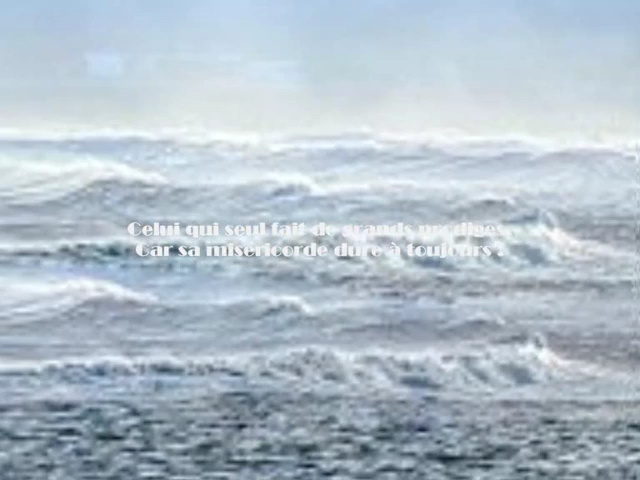 Celui qui seul fait de grands prodiges,
Car sa miséricorde dure à toujours !